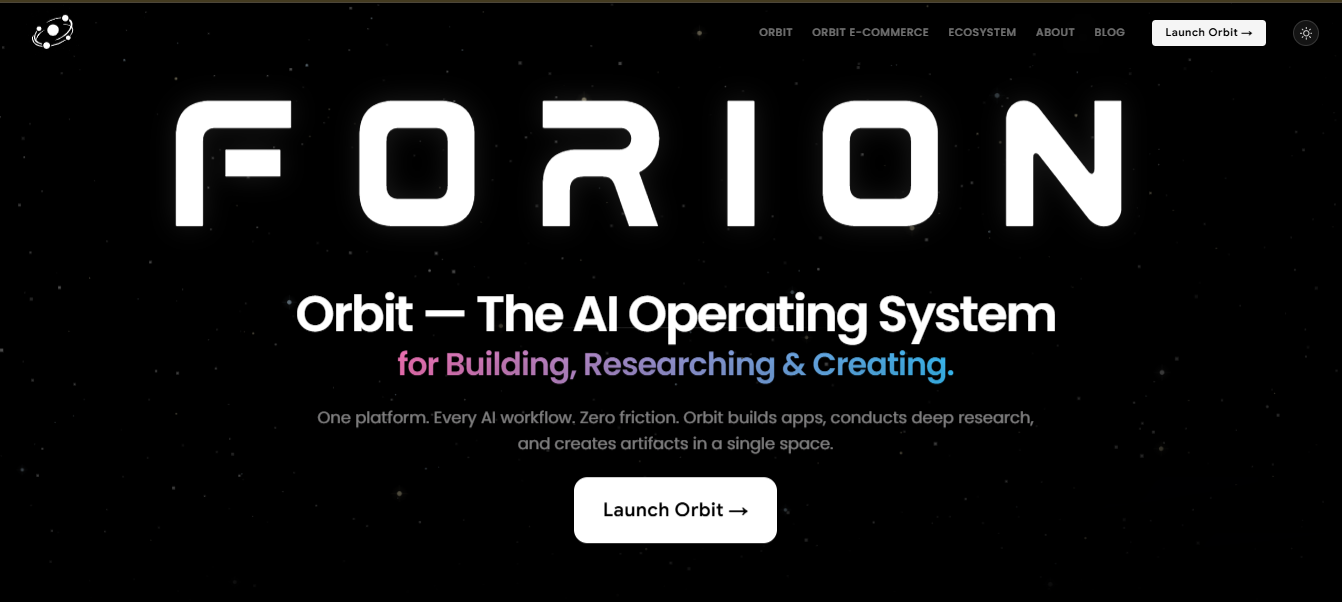 ORBIT ORBIT E-COMMERCE ECOSYSTEM ABOUT BLOG Launch Orbit →
FORION
Orbit — The AI Operating System
for Building, Researching & Creating.
One platform. Every AI workflow. Zero friction. Orbit builds apps, conducts deep research,
and creates artifacts in a single space.
Launch Orbit →